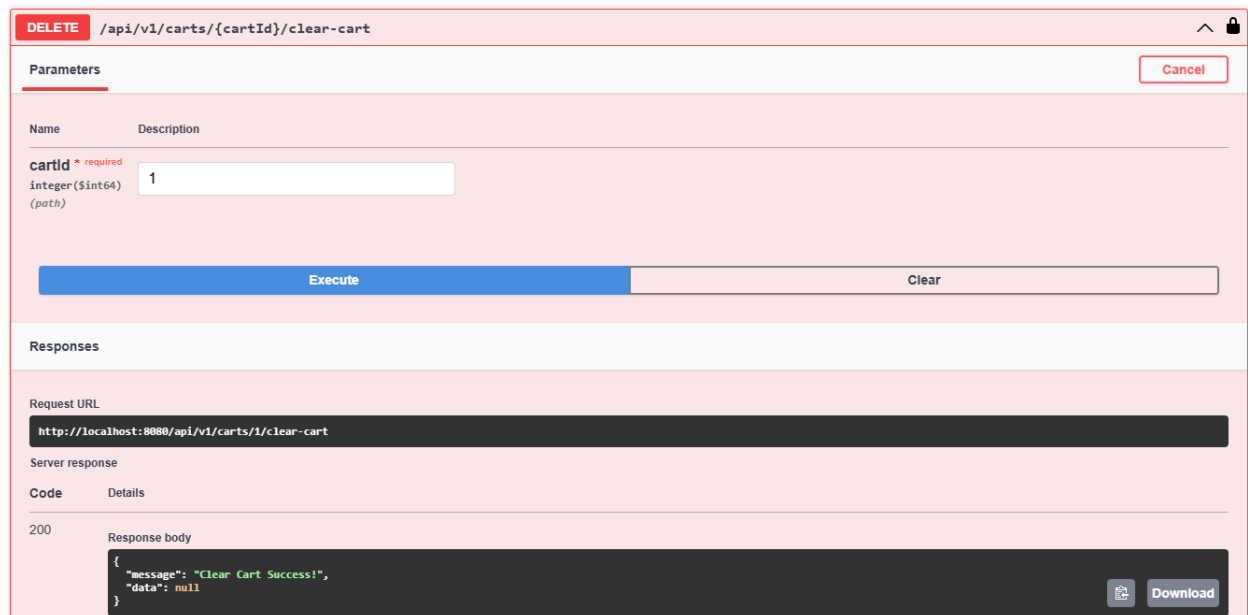 DELETE /api/v1/carts/{cartId}/clear-cart
Parameters
Cancel
Name Description
cartId * required
integer($int64)
(path)
1
Execute
Clear
Responses
Request URL
http://localhost:8080/api/v1/carts/1/clear-cart
Server response
Code Details
200
Response body
{
  "message": "Clear Cart Success!",
  "data": null
}
Download